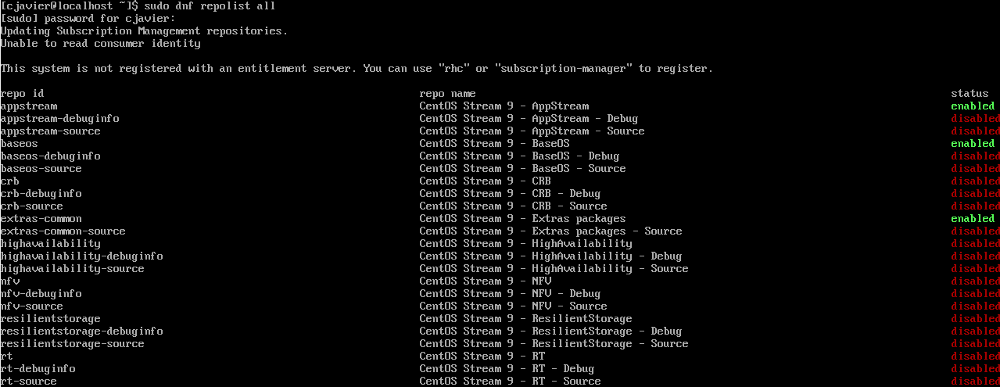 [cjavier@localhost ~]$ sudo dnf repolist all
[sudo] password for cjavier:
Updating Subscription Management repositories.
Unable to read consumer identity
This system is not registered with an entitlement server. You can use "rhc" or "subscription-manager" to register.
repo id repo name status
appstream CentOS Stream 9 - AppStream enabled
appstream-debuginfo CentOS Stream 9 - AppStream - Debug disabled
appstream-source CentOS Stream 9 - AppStream - Source disabled
baseos CentOS Stream 9 - BaseOS enabled
baseos-debuginfo CentOS Stream 9 - BaseOS - Debug disabled
baseos-source CentOS Stream 9 - BaseOS - Source disabled
crb CentOS Stream 9 - CRB disabled
crb-debuginfo CentOS Stream 9 - CRB - Debug disabled
crb-source CentOS Stream 9 - CRB - Source disabled
extras-common CentOS Stream 9 - Extras packages enabled
extras-common-source CentOS Stream 9 - Extras packages - Source disabled
highavailability CentOS Stream 9 - HighAvailability disabled
highavailability-debuginfo CentOS Stream 9 - HighAvailability - Debug disabled
highavailability-source CentOS Stream 9 - HighAvailability - Source disabled
nfv CentOS Stream 9 - NFV disabled
nfv-debuginfo CentOS Stream 9 - NFV - Debug disabled
nfv-source CentOS Stream 9 - NFV - Source disabled
resilientstorage CentOS Stream 9 - ResilientStorage disabled
resilientstorage-debuginfo CentOS Stream 9 - ResilientStorage - Debug disabled
resilientstorage-source CentOS Stream 9 - ResilientStorage - Source disabled
rt CentOS Stream 9 - RT disabled
rt-debuginfo CentOS Stream 9 - RT - Debug disabled
rt-source CentOS Stream 9 - RT - Source disabled